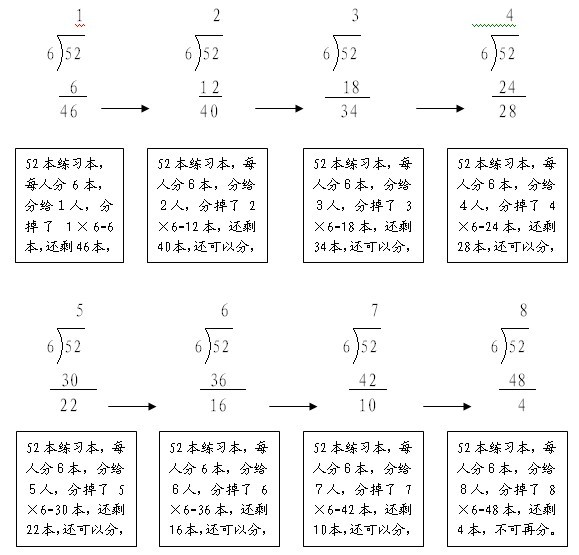 1
6)52
6
46
2
6)52
12
40
3
6)52
18
34
4
6)52
24
28
52本练习本，
每人分 6 本，
分给1人，分
掉了 1×6-6
本，还剩46本，
52本练习本，每
人分6本，分给
2人，分掉了 2
×6-12本，还剩
40本，还可以分，
52本练习本，每
人分6本，分给
3人，分掉了 3
×6-18本，还剩
34本，还可以分，
52本练习本，每
人分6本，分给
4人，分掉了 4
×6-24本，还剩
28本，还可以分，
5
6)52
30
22
6
6)52
36
16
7
6)52
42
10
8
6)52
48
4
52本练习本，每
人分6本，分给
5人，分掉了 5
×6-30本，还剩
22本，还可以分，
52本练习本，每
人分 6本，分给
6人，分掉了 6
×6-36本，还剩
16本，还可以分，
52本练习本，每
人分6本，分给
7人，分掉了 7
×6-42本，还剩
10本，还可以分，
52本练习本，每
人分6本，分给
8人，分掉了 8
×6-48本，还剩
4本，不可再分。